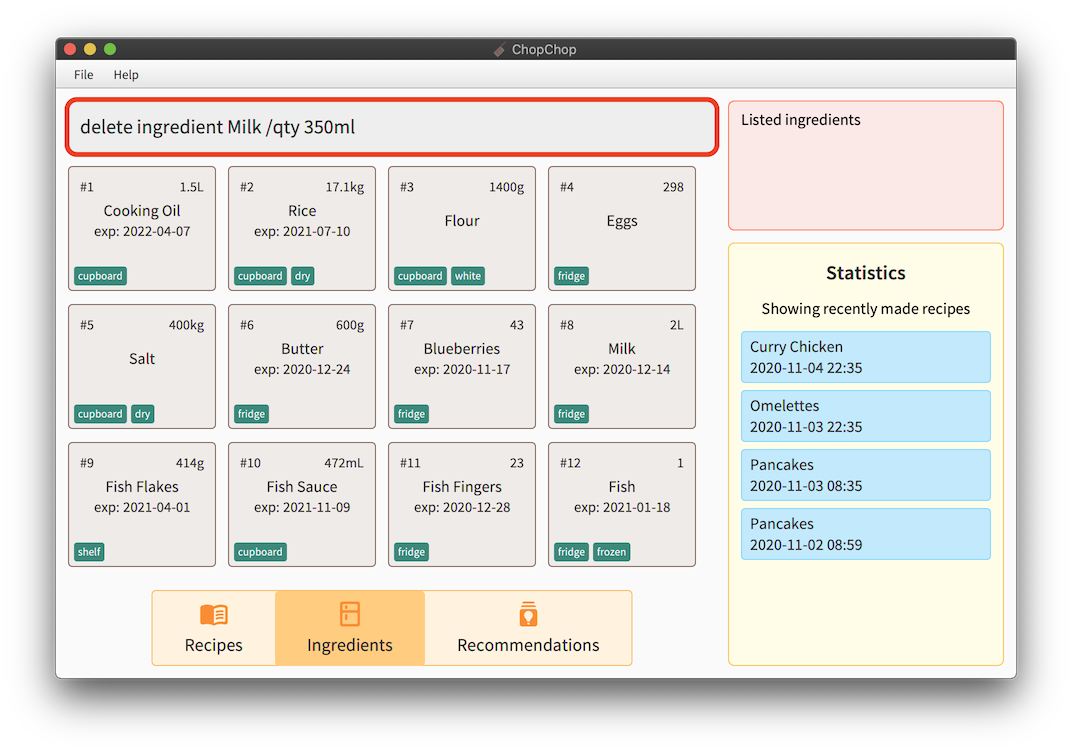 ChopChop
File Help
delete ingredient Milk /qty 350ml
#1 1.5L
Cooking Oil
exp: 2022-04-07
cupboard
#2 17.1kg
Rice
exp: 2021-07-10
cupboard dry
#3 1400g
Flour
cupboard white
#4 298
Eggs
fridge
#5 400kg
Salt
cupboard dry
#6 600g
Butter
exp: 2020-12-24
fridge
#7 43
Blueberries
exp: 2020-11-17
fridge
#8 2L
Milk
exp: 2020-12-14
fridge
#9 414g
Fish Flakes
exp: 2021-04-01
shelf
#10 472mL
Fish Sauce
exp: 2021-11-09
cupboard
#11 23
Fish Fingers
exp: 2020-12-28
fridge
#12 1
Fish
exp: 2021-01-18
fridge frozen
Recipes
Ingredients
Recommendations
Listed ingredients
Statistics
Showing recently made recipes
Curry Chicken
2020-11-04 22:35
Omelettes
2020-11-03 22:35
Pancakes
2020-11-03 08:35
Pancakes
2020-11-02 08:59